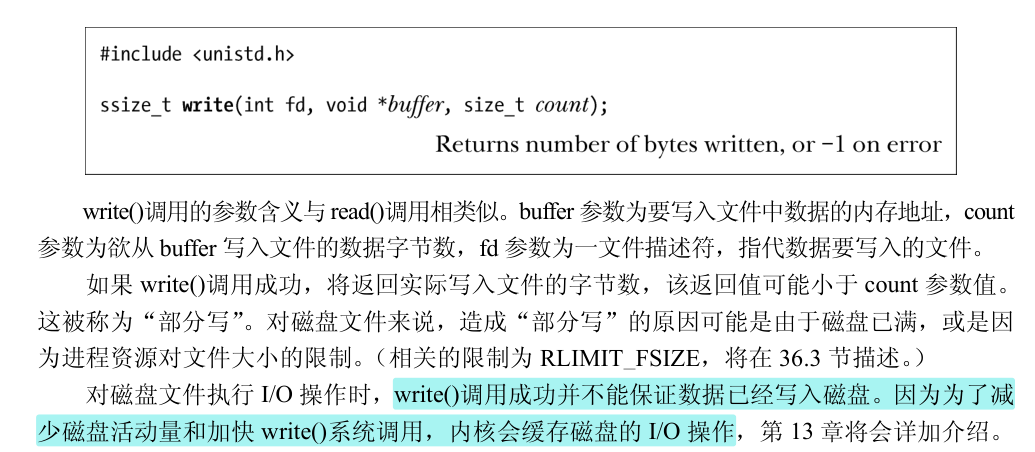 #include <unistd.h>
ssize_t write(int fd, void *buffer, size_t count);
Returns number of bytes written, or −1 on error
write()调用的参数含义与 read()调用相类似。buffer 参数为要写入文件中数据的内存地址，count
参数为欲从 buffer 写入文件的数据字节数，fd 参数为一文件描述符，指代数据要写入的文件。
如果 write()调用成功，将返回实际写入文件的字节数，该返回值可能小于 count 参数值。
这被称为“部分写”。对磁盘文件来说，造成“部分写”的原因可能是由于磁盘已满，或是因
为进程资源对文件大小的限制。（相关的限制为 RLIMIT_FSIZE，将在 36.3 节描述。）
对磁盘文件执行 I/O 操作时，write()调用成功并不能保证数据已经写入磁盘。因为为了减
少磁盘活动量和加快 write()系统调用，内核会缓存磁盘的 I/O 操作，第 13 章将会详加介绍。